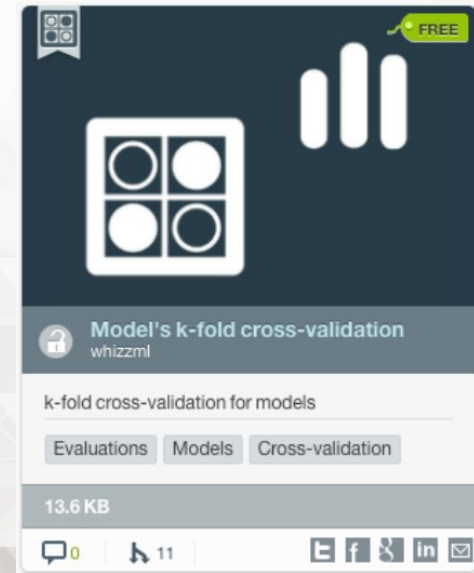 FREE
Model's k-fold cross-validation
whizzml
k-fold cross-validation for models
Evaluations Models Cross-validation
13.6 KB
0 11